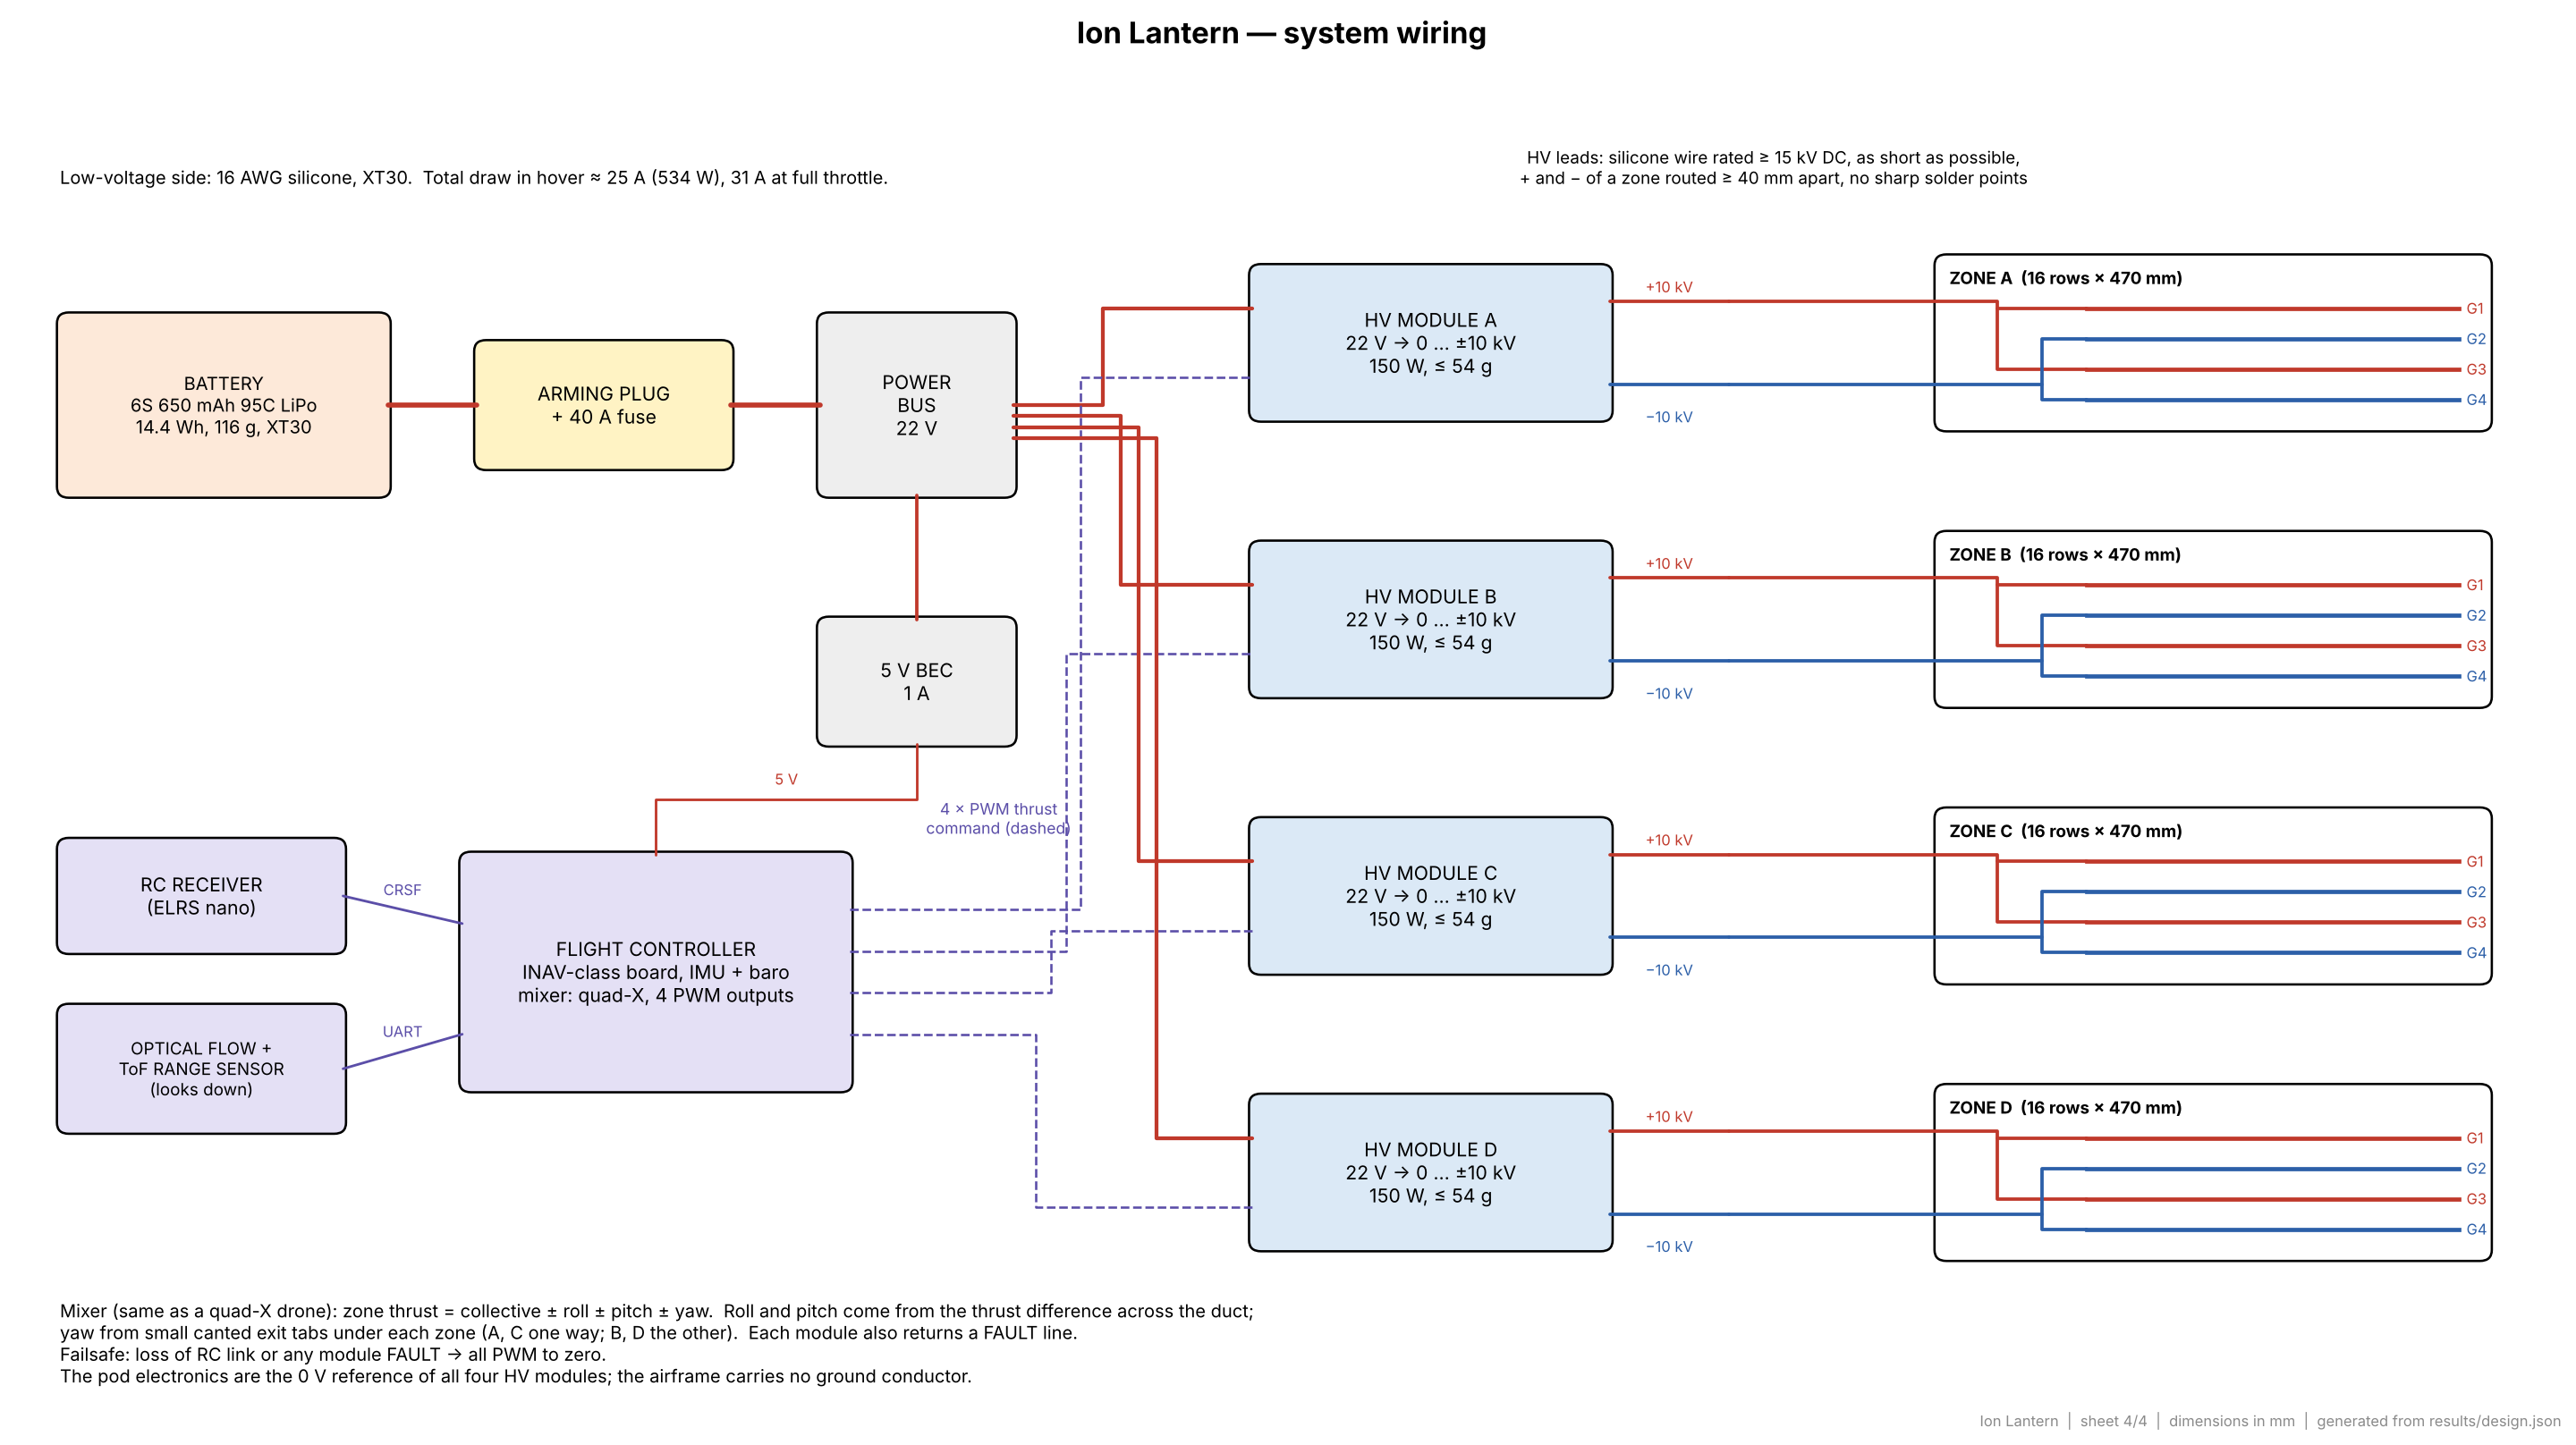 Ion Lantern — system wiring
Low-voltage side: 16 AWG silicone, XT30.  Total draw in hover ≈ 25 A (534 W), 31 A at full throttle.
HV leads: silicone wire rated ≥ 15 kV DC, as short as possible,
+ and − of a zone routed ≥ 40 mm apart, no sharp solder points
BATTERY
6S 650 mAh 95C LiPo
14.4 Wh, 116 g, XT30
ARMING PLUG
+ 40 A fuse
POWER
BUS
22 V
5 V BEC
1 A
5 V
4 × PWM thrust
command (dashed)
RC RECEIVER
(ELRS nano)
CRSF
OPTICAL FLOW +
ToF RANGE SENSOR
(looks down)
UART
FLIGHT CONTROLLER
INAV-class board, IMU + baro
mixer: quad-X, 4 PWM outputs
HV MODULE A
22 V → 0 ... ±10 kV
150 W, ≤ 54 g
+10 kV
−10 kV
ZONE A  (16 rows × 470 mm)
G1
G2
G3
G4
HV MODULE B
22 V → 0 ... ±10 kV
150 W, ≤ 54 g
+10 kV
−10 kV
ZONE B  (16 rows × 470 mm)
G1
G2
G3
G4
HV MODULE C
22 V → 0 ... ±10 kV
150 W, ≤ 54 g
+10 kV
−10 kV
ZONE C  (16 rows × 470 mm)
G1
G2
G3
G4
HV MODULE D
22 V → 0 ... ±10 kV
150 W, ≤ 54 g
+10 kV
−10 kV
ZONE D  (16 rows × 470 mm)
G1
G2
G3
G4
Mixer (same as a quad-X drone): zone thrust = collective ± roll ± pitch ± yaw.  Roll and pitch come from the thrust difference across the duct;
yaw from small canted exit tabs under each zone (A, C one way; B, D the other).  Each module also returns a FAULT line.
Failsafe: loss of RC link or any module FAULT → all PWM to zero.
The pod electronics are the 0 V reference of all four HV modules; the airframe carries no ground conductor.
Ion Lantern | sheet 4/4 | dimensions in mm | generated from results/design.json